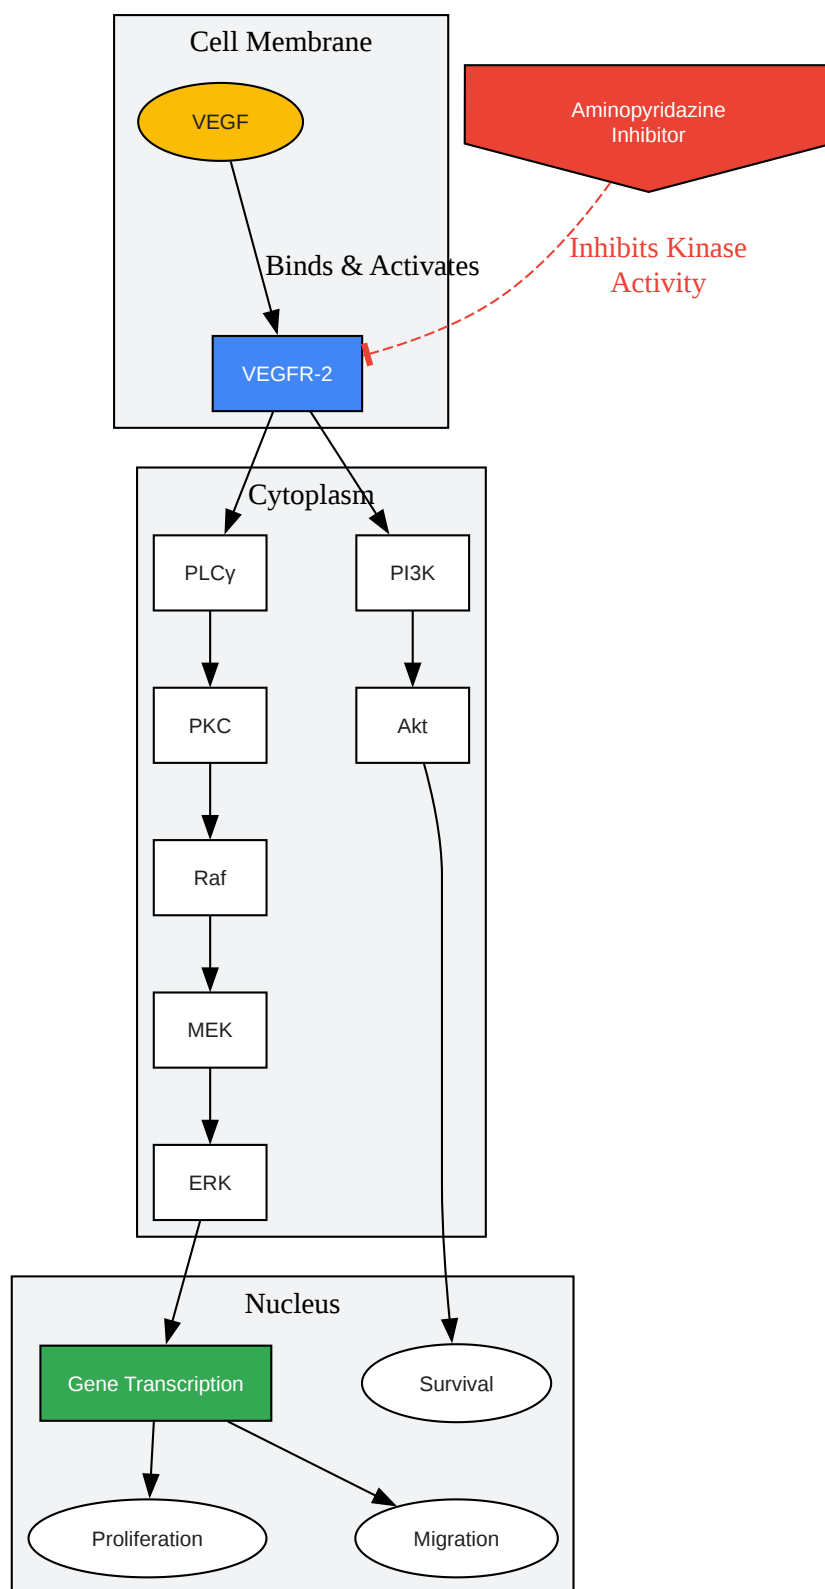 Cell Membrane
VEGF
Aminopyridazine
Inhibitor
Binds & Activates
Inhibits Kinase
Activity
VEGFR-2
Cytoplasm
PLCγ
PI3K
PKC
Akt
Raf
MEK
ERK
Nucleus
Gene Transcription
Survival
Proliferation
Migration